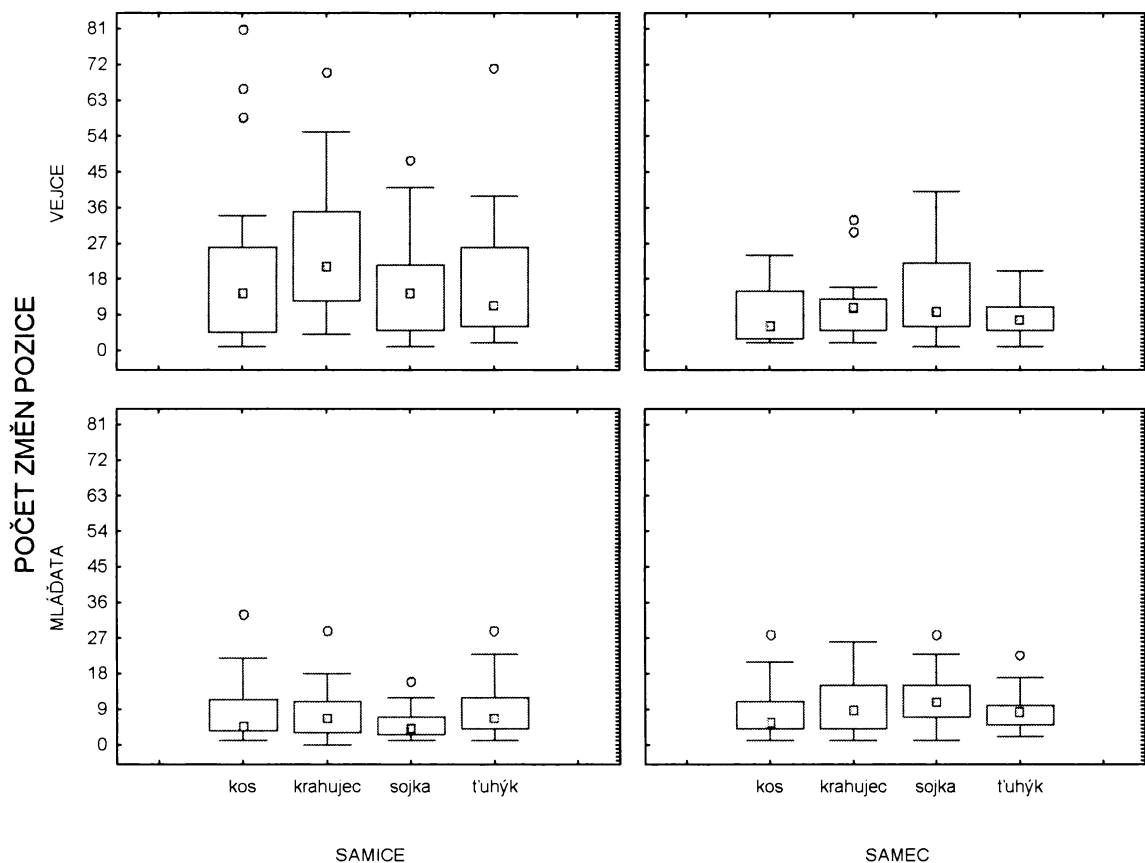 POČET ZMĚN POZICE
VEJCE
81
72
63
54
45
36
27
18
9
0
MLÁĎATA
81
72
63
54
45
36
27
18
9
0
kos krahujec sojka ťuhýk
kos krahujec sojka ťuhýk
SAMICE
SAMEC